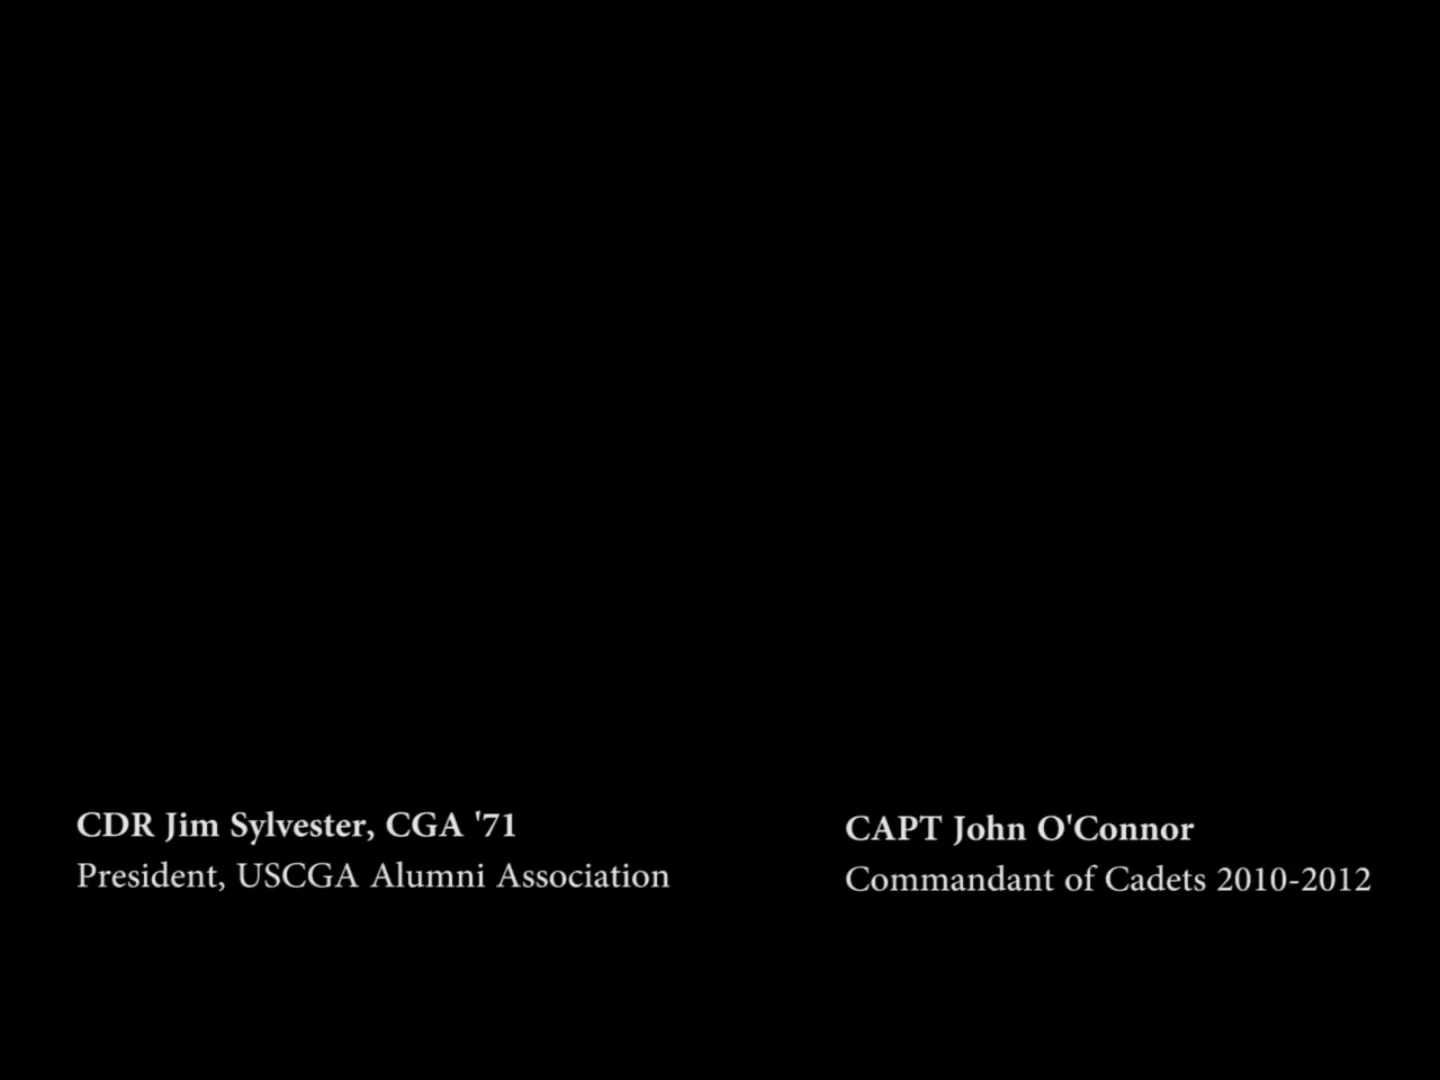 CDR Jim Sylvester, CGA '71
President, USCGA Alumni Association
CAPT John O'Connor
Commandant of Cadets 2010-2012